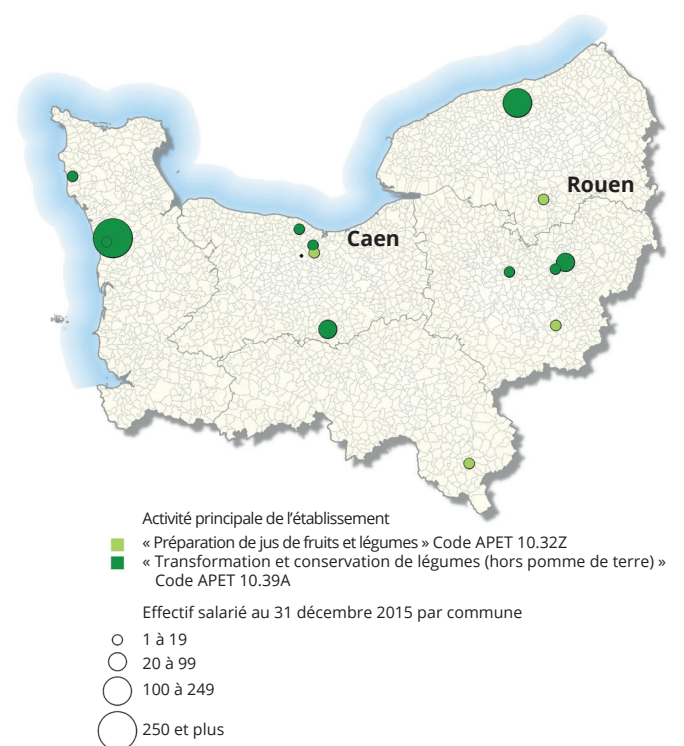 Rouen
Caen
Activité principale de l'établissement
« Préparation de jus de fruits et légumes » Code APET 10.32Z
« Transformation et conservation de légumes (hors pomme de terre) »
Code APET 10.39A
Effectif salarié au 31 décembre 2015 par commune
1 à 19
20 à 99
100 à 249
250 et plus